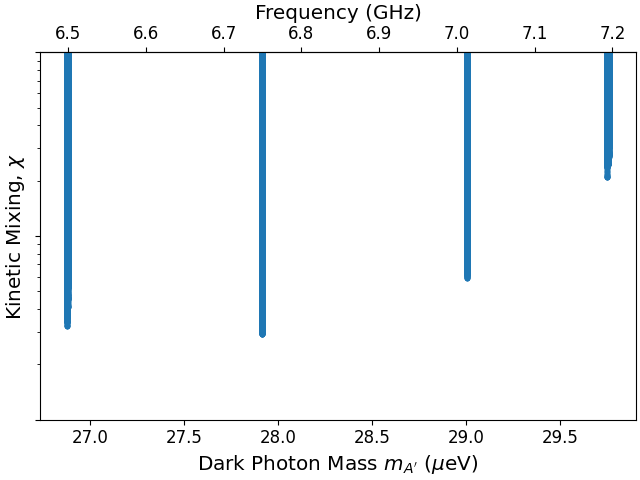 Frequency (GHz)
6.5 6.6 6.7 6.8 6.9 7.0 7.1 7.2
Kinetic Mixing, χ
27.0 27.5 28.0 28.5 29.0 29.5
Dark Photon Mass m_{A′} (μeV)